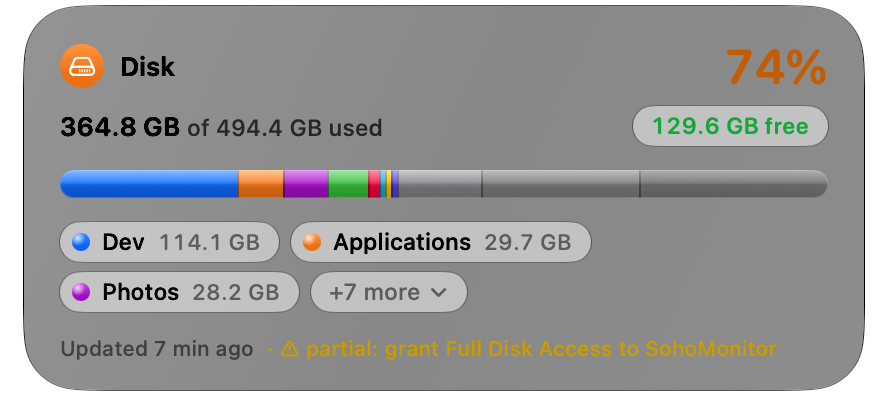 Disk
74%
364.8 GB of 494.4 GB used
129.6 GB free
Dev 114.1 GB
Applications 29.7 GB
Photos 28.2 GB
+7 more
Updated 7 min ago · ⚠ partial: grant Full Disk Access to SohoMonitor